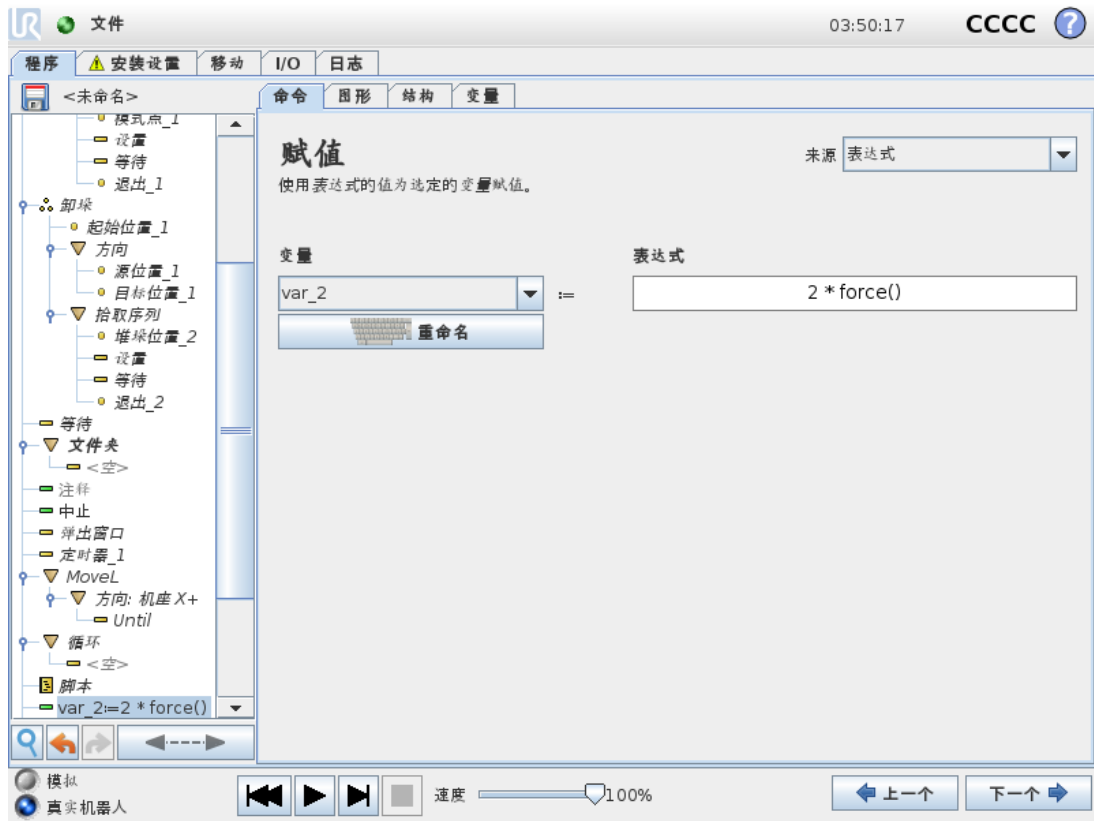 UR 文件 03:50:17 CCCC ?
程序 安装设置 移动 I/O 日志
<未命名>
命令 图形 结构 变量
模式点_1
设置
等待
退出_1
卸垛
起始位置_1
方向
源位置_1
目标位置_1
拾取序列
堆垛位置_2
设置
等待
退出_2
等待
文件夹
<空>
注释
中止
弹出窗口
定时器_1
MoveL
方向: 机座 X+
Until
循环
<空>
脚本
var_2:=2 * force()
赋值
来源 表达式
使用表达式的值为选定的变量赋值。
变量 表达式
var_2 := 2 * force()
重命名
模拟
真实机器人
速度 100%
上一个 下一个